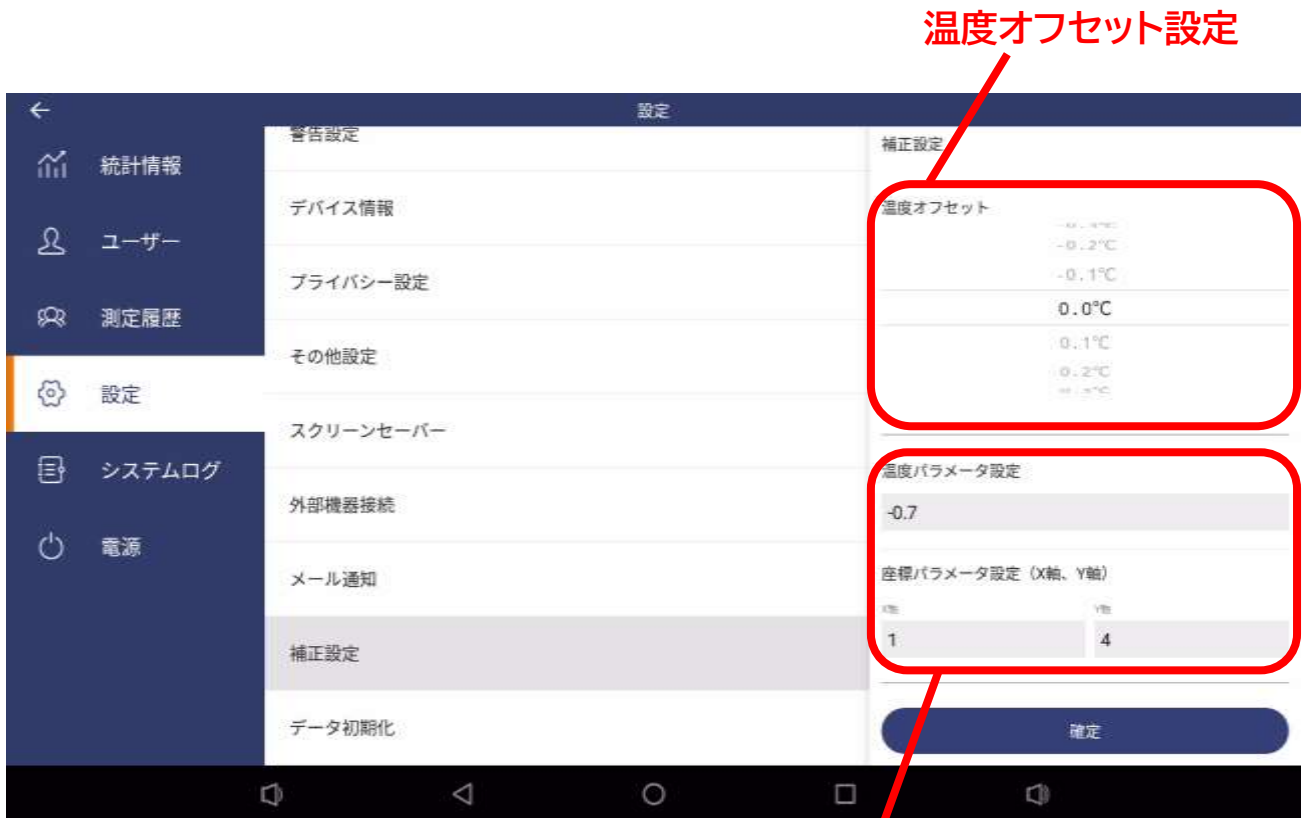 温度オフセット設定
設定
統計情報
ユーザー
測定履歴
設定
システムログ
電源
警告設定
デバイス情報
プライバシー設定
その他設定
スクリーンセーバー
外部機器接続
メール通知
補正設定
データ初期化
補正設定
温度オフセット
-0.2℃
-0.1℃
0.0℃
0.1℃
0.2℃
温度パラメータ設定
-0.7
座標パラメータ設定（X軸、Y軸）
X軸 Y軸
1 4
確定